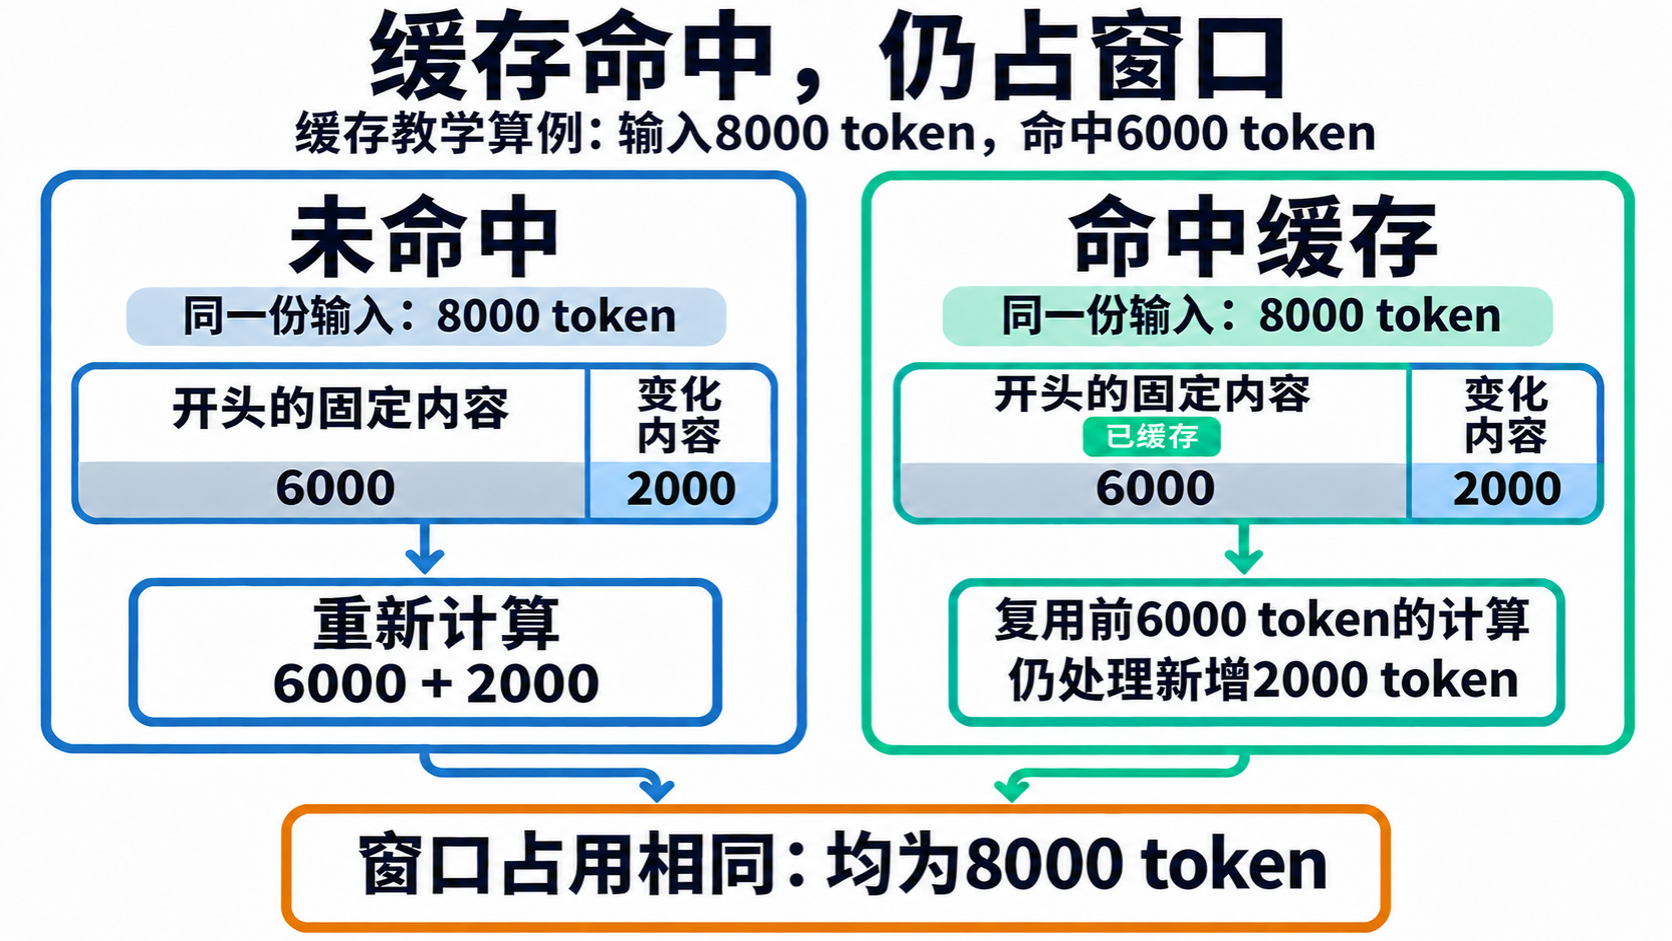 缓存命中，仍占窗口
缓存教学算例：输入8000 token，命中6000 token
未命中
同一份输入：8000 token
开头的固定内容
变化
内容
6000
2000
重新计算
6000 + 2000
命中缓存
同一份输入：8000 token
开头的固定内容
已缓存
变化
内容
6000
2000
复用前6000 token的计算
仍处理新增2000 token
窗口占用相同：均为8000 token